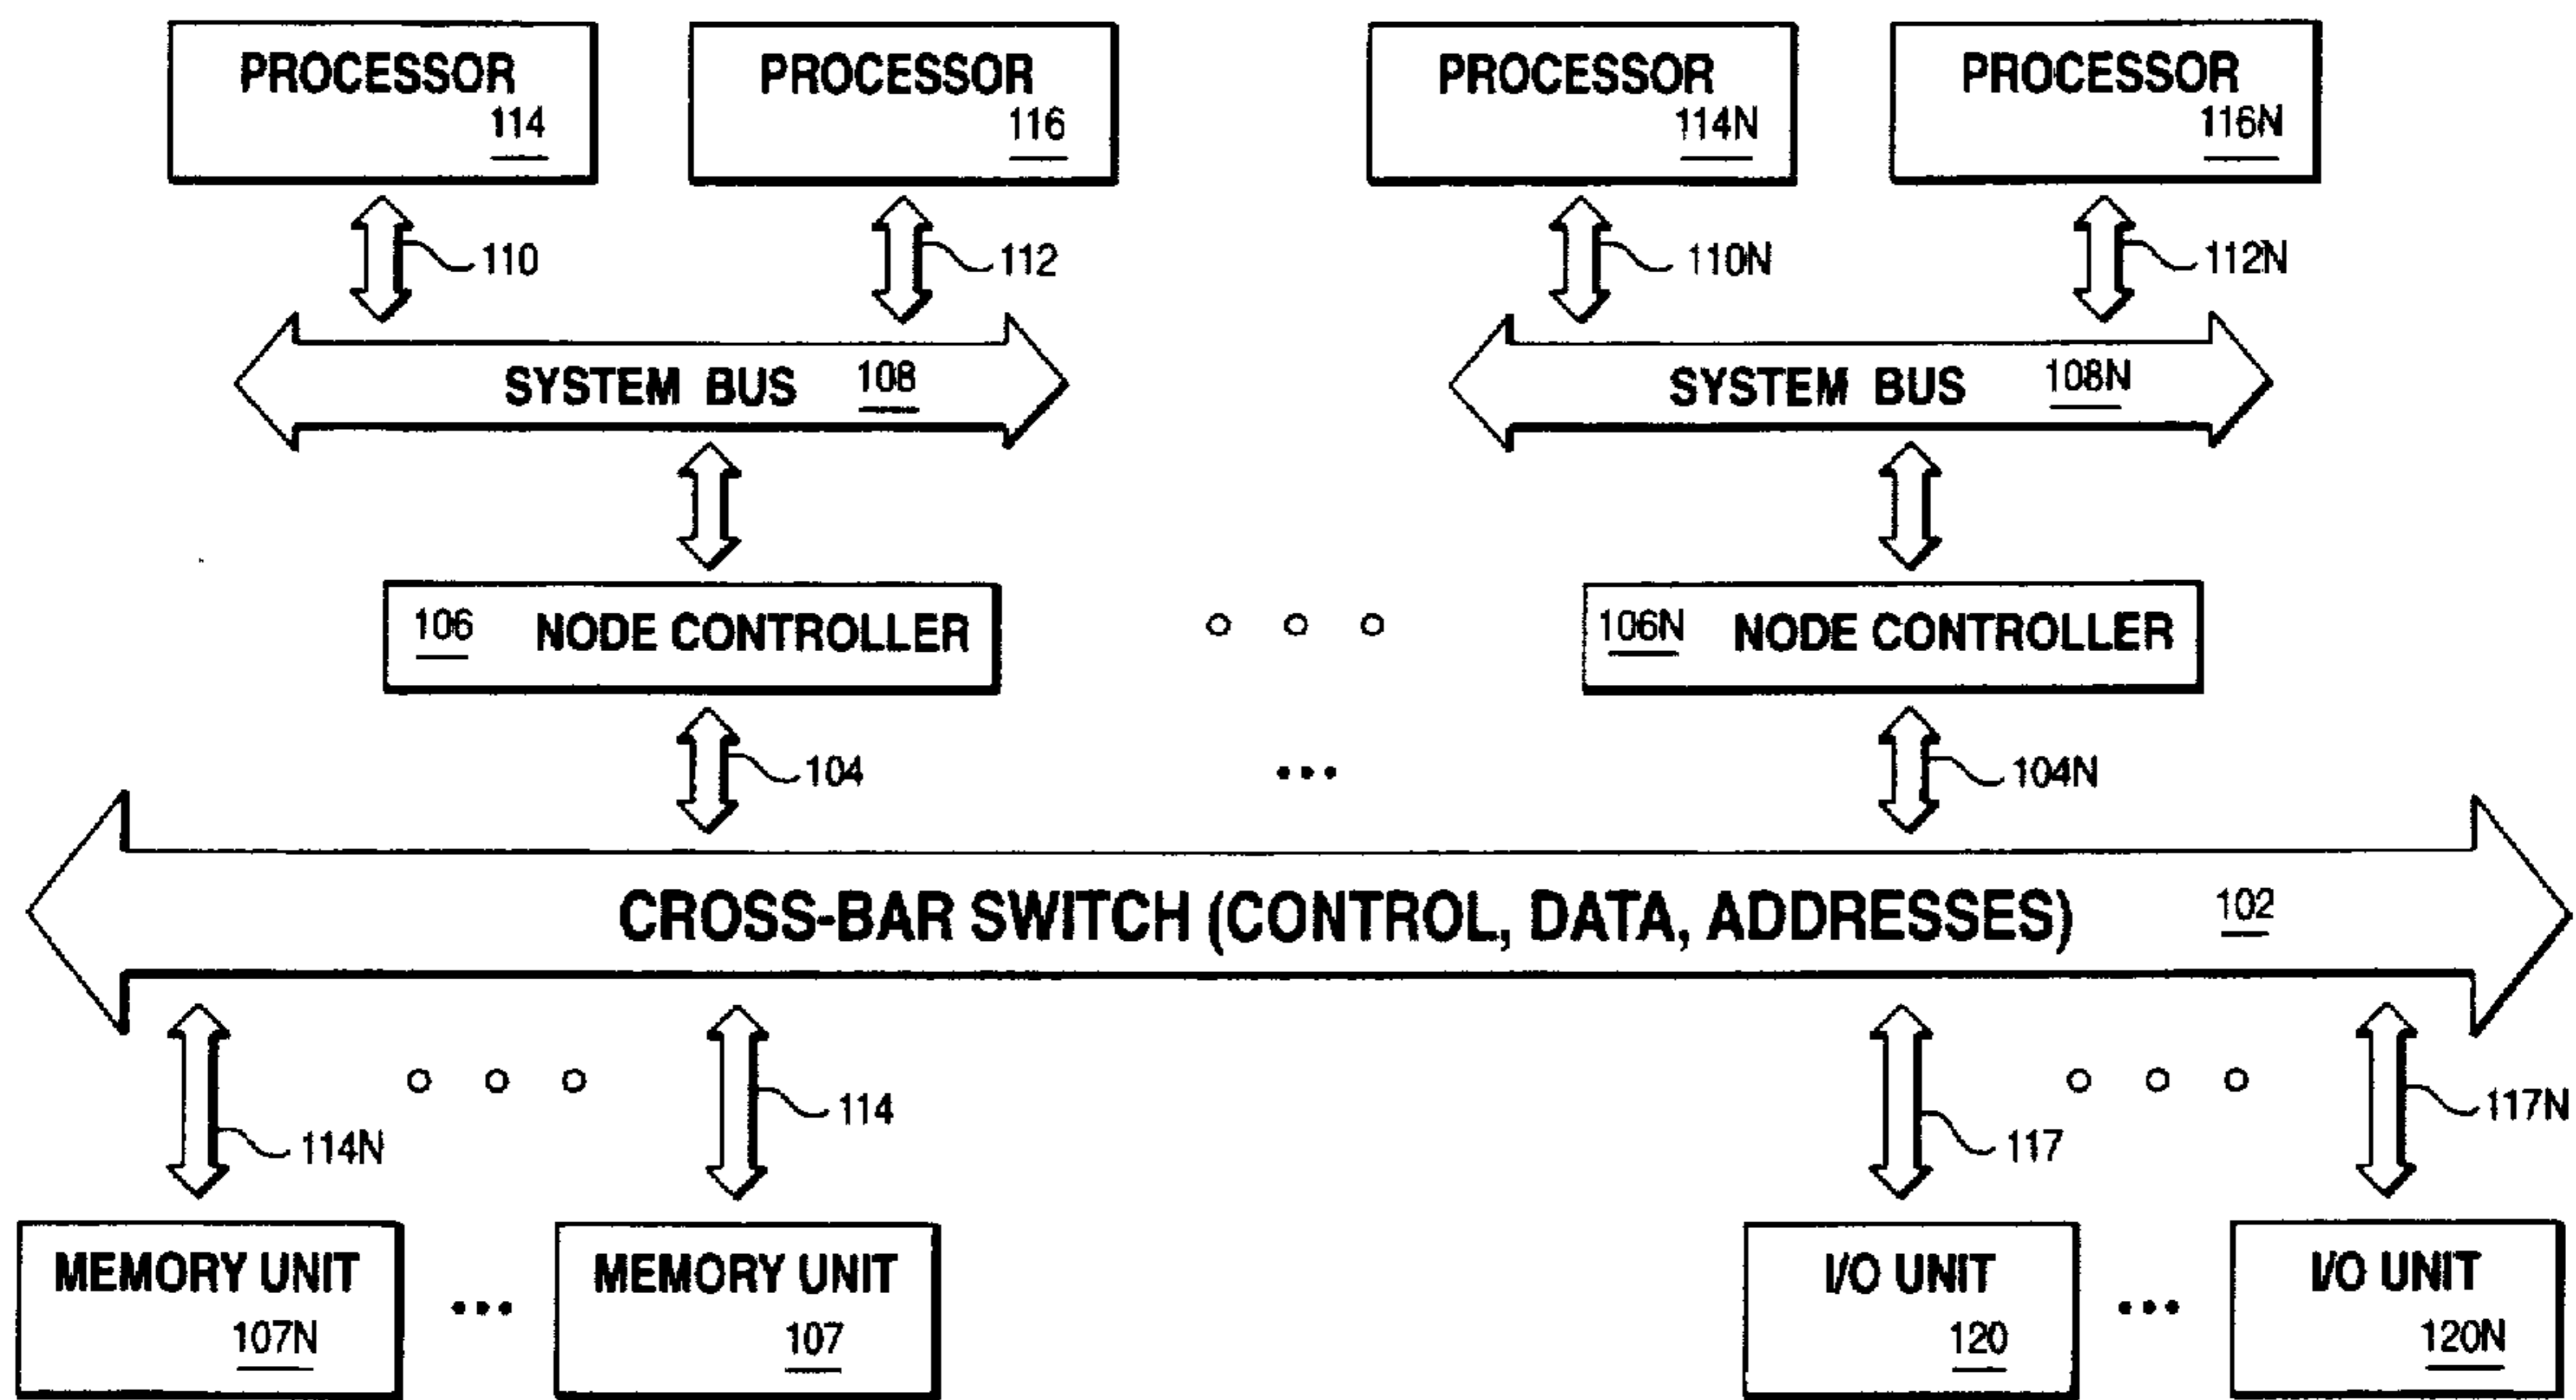 PROCESSOR
114
PROCESSOR
116
PROCESSOR
114N
PROCESSOR
116N
110
112
110N
112N
SYSTEM BUS 108
SYSTEM BUS 108N
106 NODE CONTROLLER
106N NODE CONTROLLER
104
104N
CROSS-BAR SWITCH (CONTROL, DATA, ADDRESSES) 102
114N
114
117
117N
MEMORY UNIT
107N
MEMORY UNIT
107
I/O UNIT
120
I/O UNIT
120N